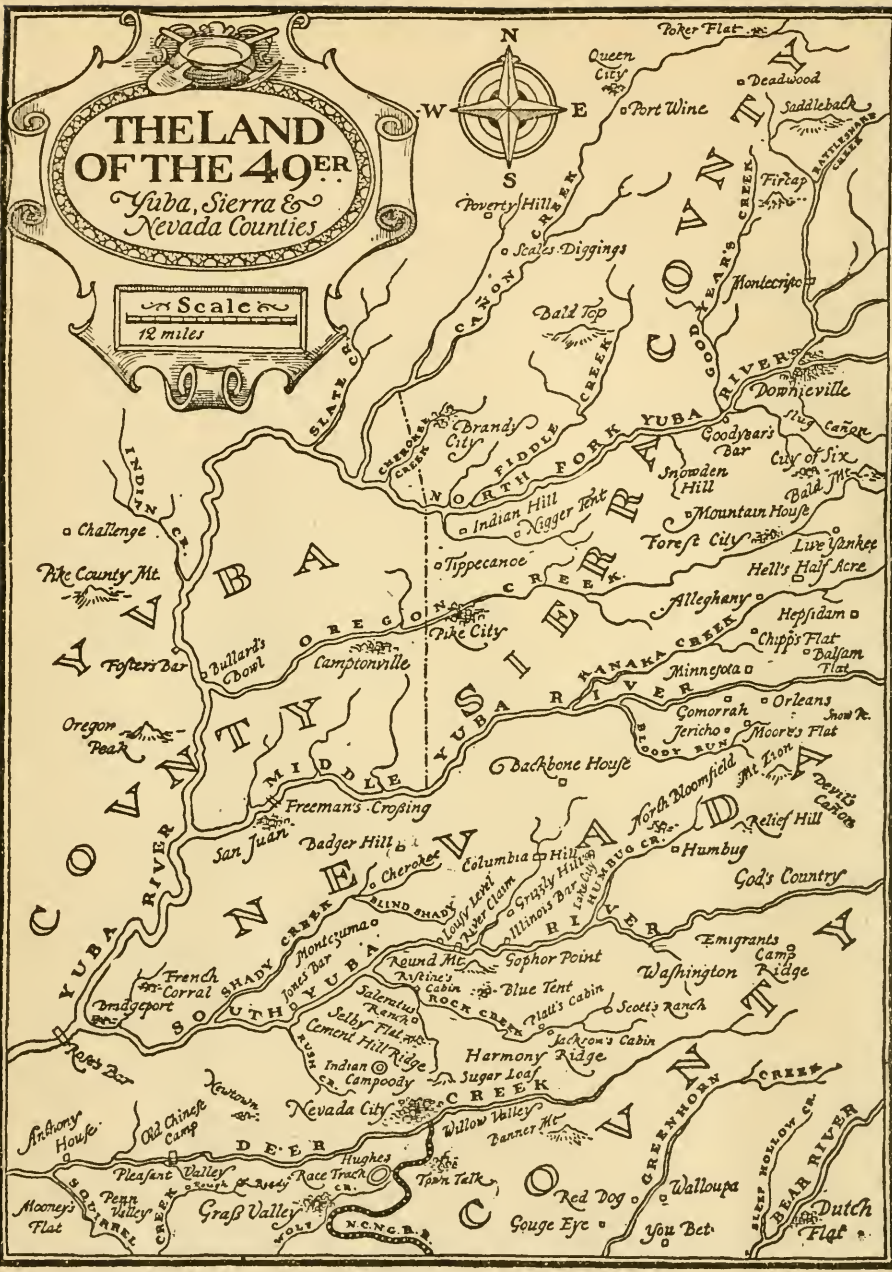 THE LAND
OF THE 49ER
Yuba, Sierra &
Nevada Counties
Scale
12 miles
N
W
E
S
Poker Flat
Queen
City
Deadwood
Port Wine
Saddleback
RATTLESNAKE
CREEK
Fircap
Poverty Hill
Scales Diggings
CAÑON CREEK
GOODYEAR'S CREEK
Montecristo
Bald Top
SLATE CR.
Downieville
Brandy
City
CHEROKEE
CREEK
FIDDLE CREEK
NORTH FORK YUBA RIVER
Goodyear's
Bar
Slug Cañon
City of Six
Bald Mt.
Snowden
Hill
INDIAN CR.
Challenge
Indian Hill
Nigger Tent
Mountain House
Forest City
Live Yankee
Hell's Half Acre
Tippecanoe
Pike County Mt.
OREGON CREEK
Pike City
Alleghany
Hepsidam
Chipp's Flat
Balsam
Flat
KANAKA CREEK
Minnesota
Foster's Bar
Bullard's
Bowl
Camptonville
Orleans
Gomorrah
Snow Pt.
Jericho
Moore's Flat
BLOODY RUN
Oregon
Peak
MIDDLE YUBA RIVER
Backbone House
Mt. Zion
Devil's
Cañon
North Bloomfield
Relief Hill
Freeman's Croßing
San Juan
Badger Hill
Cherokee
Columbia Hill
Grizzly Hill
Lake City
HUMBUG CR.
Humbug
BLIND SHADY
Lousy Level
River Claim
Illinois Bar
God's Country
YUBA RIVER
SHADY CREEK
Montezuma
Jones Bar
French
Corral
Bridgeport
Round Mt.
Gophor Point
Emigrants
Camp
Ridge
Washington
SOUTH YUBA RIVER
Cabin
Blue Tent
Saleratus
Ranch
ROCK CREEK
Platt's Cabin
Scott's Ranch
Jackson's Cabin
Selby Flat
Cement Hill Ridge
Harmony Ridge
RUSH
CR.
Indian
Campoody
Sugar Loaf
Rose's Bar
Newtown
Nevada City
Willow Valley
Banner Mt.
DEER CREEK
Anthony
House
Old Chinese
Camp
Hughes
Race Track
Town Talk
Pleasant Valley
Rough & Ready
Mooney's
Flat
SQUIRREL CREEK
Penn
Valley
Graß Valley
WOLF CR.
N.C.N.G.R.R.
GREENHORN CREEK
STEEP HOLLOW CR.
BEAR RIVER
Red Dog
Walloupa
Gouge Eye
You Bet
Dutch
Flat
YUBA COVNTY
SIERRA COVNTY
NEVADA COVNTY